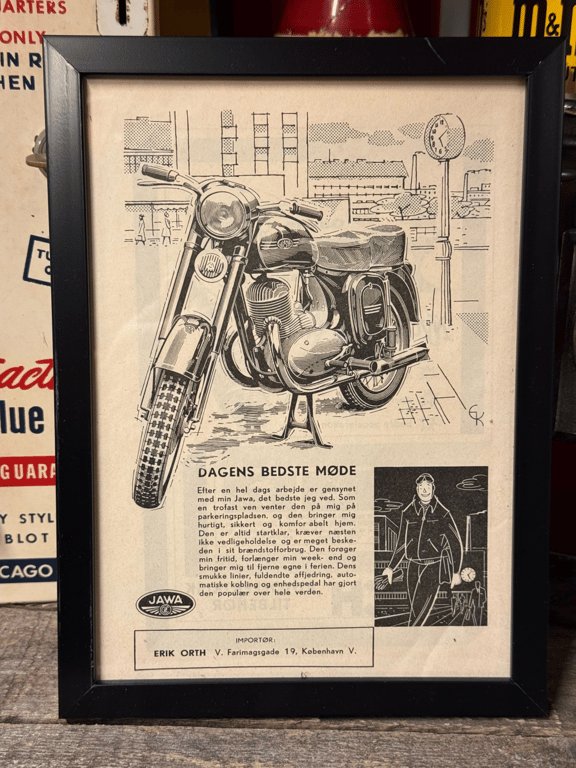 ARTERS
ONLY
IN R
HEN
M&
TU
lue
GUARA
Y STYL
BLOT
CAGO
DAGENS BEDSTE MØDE
Efter en hel dags arbejde er gensynet
med min Jawa, det bedste jeg ved. Som
en trofast ven venter den på mig på
parkeringspladsen, og den bringer mig
hurtigt, sikkert og komfor abelt hjem.
Den er altid startklar, kræver næsten
ikke vedligeholdelse og er meget beske-
den i sit brændstofforbrug. Den forøger
min fritid, forlænger min week- end og
bringer mig til fjerne egne i ferien. Dens
smukke linier, fuldendte affjedring, auto-
matiske kobling og enhedspedal har gjort
den populær over hele verden.
JAWA
IMPORTØR:
ERIK ORTH V. Farimagsgade 19, København V.